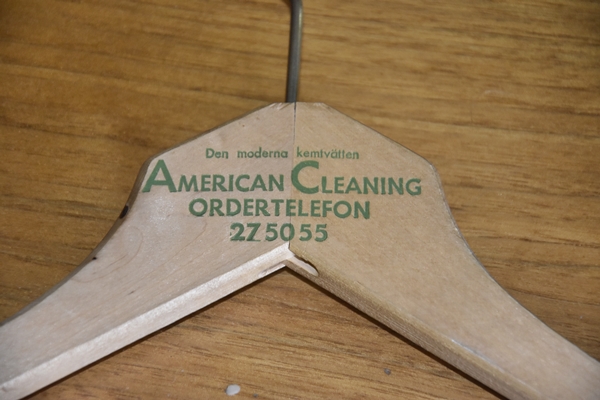 Den moderna kemtvätten
AMERICAN CLEANING
ORDERTELEFON
27 50 55